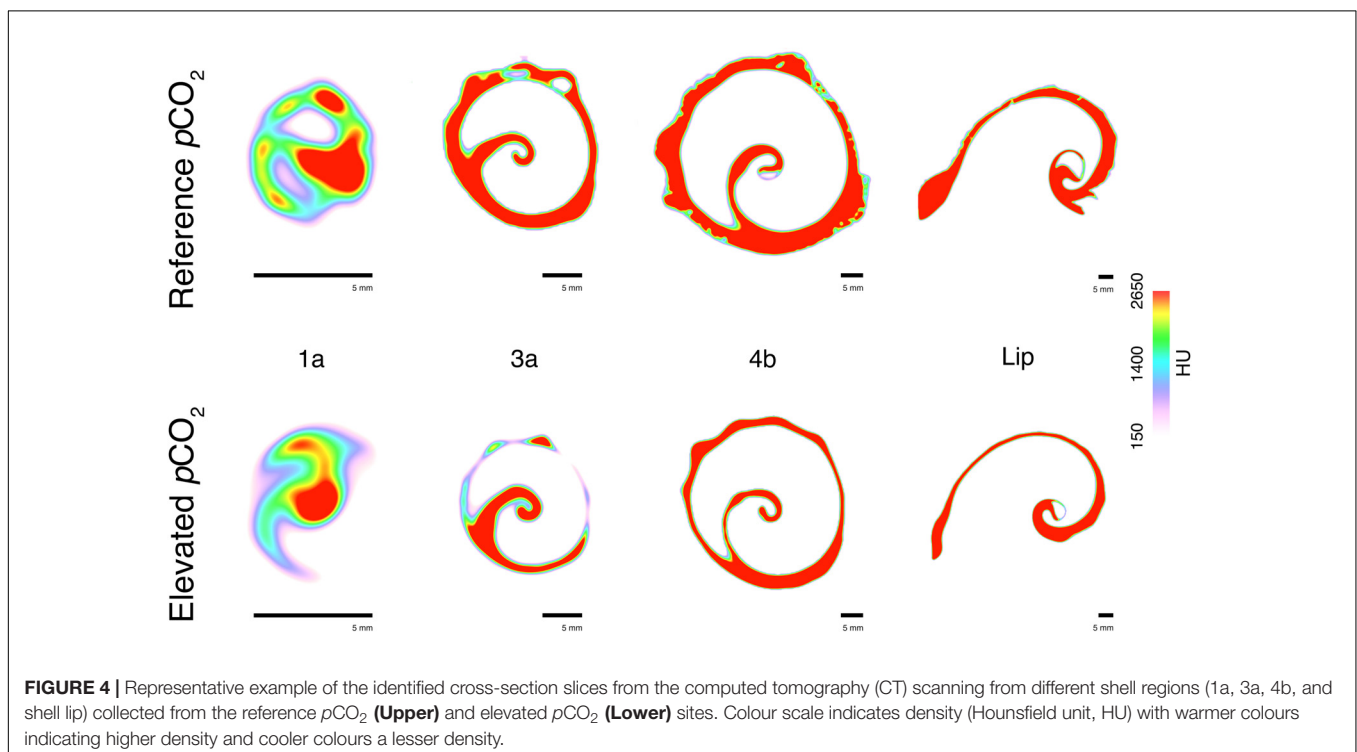 Reference pCO2
5 mm
5 mm
5 mm
5 mm
1a
3a
4b
Lip
2650
1400
150
HU
Elevated pCO2
5 mm
5 mm
5 mm
5 mm
FIGURE 4 | Representative example of the identified cross-section slices from the computed tomography (CT) scanning from different shell regions (1a, 3a, 4b, and
shell lip) collected from the reference pCO2 (Upper) and elevated pCO2 (Lower) sites. Colour scale indicates density (Hounsfield unit, HU) with warmer colours
indicating higher density and cooler colours a lesser density.